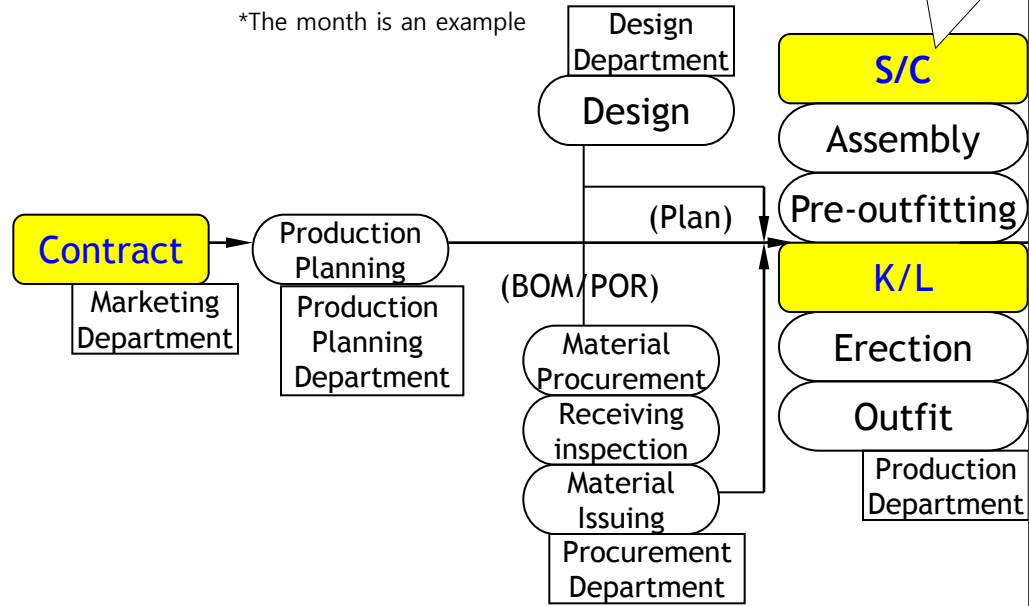 *The month is an example
Design
Department
Design
S/C
Assembly
Pre-outfitting
(Plan)
Contract
Production
Planning
Marketing
Department
Production
Planning
Department
(BOM/POR)
K/L
Material
Procurement
Receiving
inspection
Material
Issuing
Procurement
Department
Erection
Outfit
Production
Department